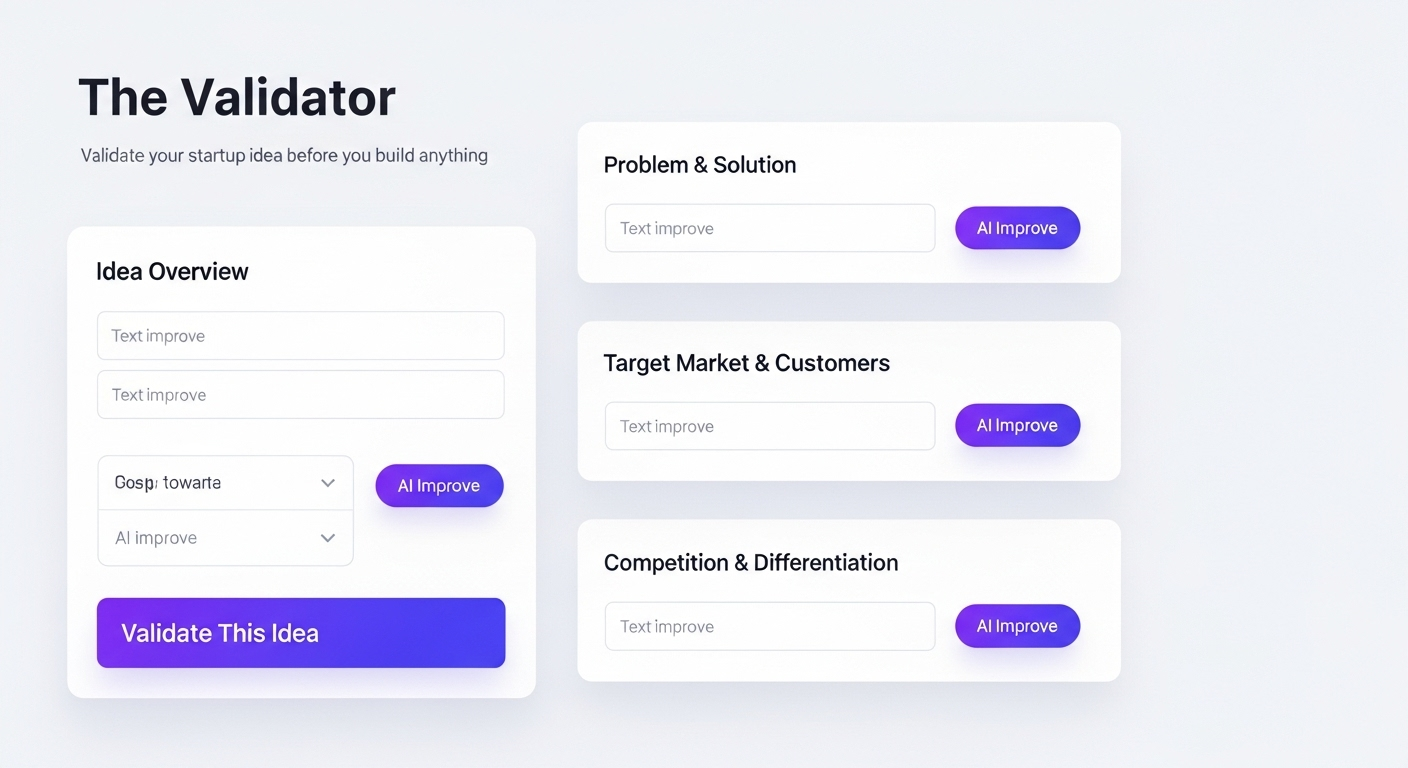 The Validator
Validate your startup idea before you build anything
Idea Overview
Text improve
Text improve
towarta
AI Improve
AI improve
Validate This Idea
Problem & Solution
Text improve
AI Improve
Target Market & Customers
Text improve
AI Improve
Competition & Differentiation
Text improve
AI Improve